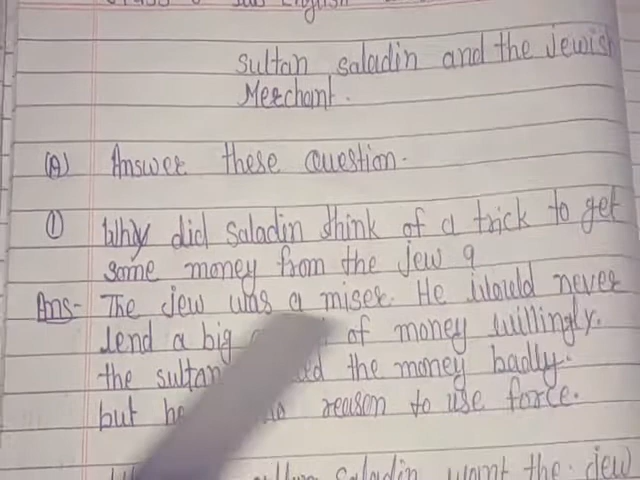 English
sultan saladin and the Jewish
Merchant.
(A) Answer these question.
① Why did saladin think of a trick to get
some money from the Jew ?
Ans- The Jew was a miser. He would never
lend a big of money willingly.
the sultan the money badly.
but reason to use force.
saladin want the Jew